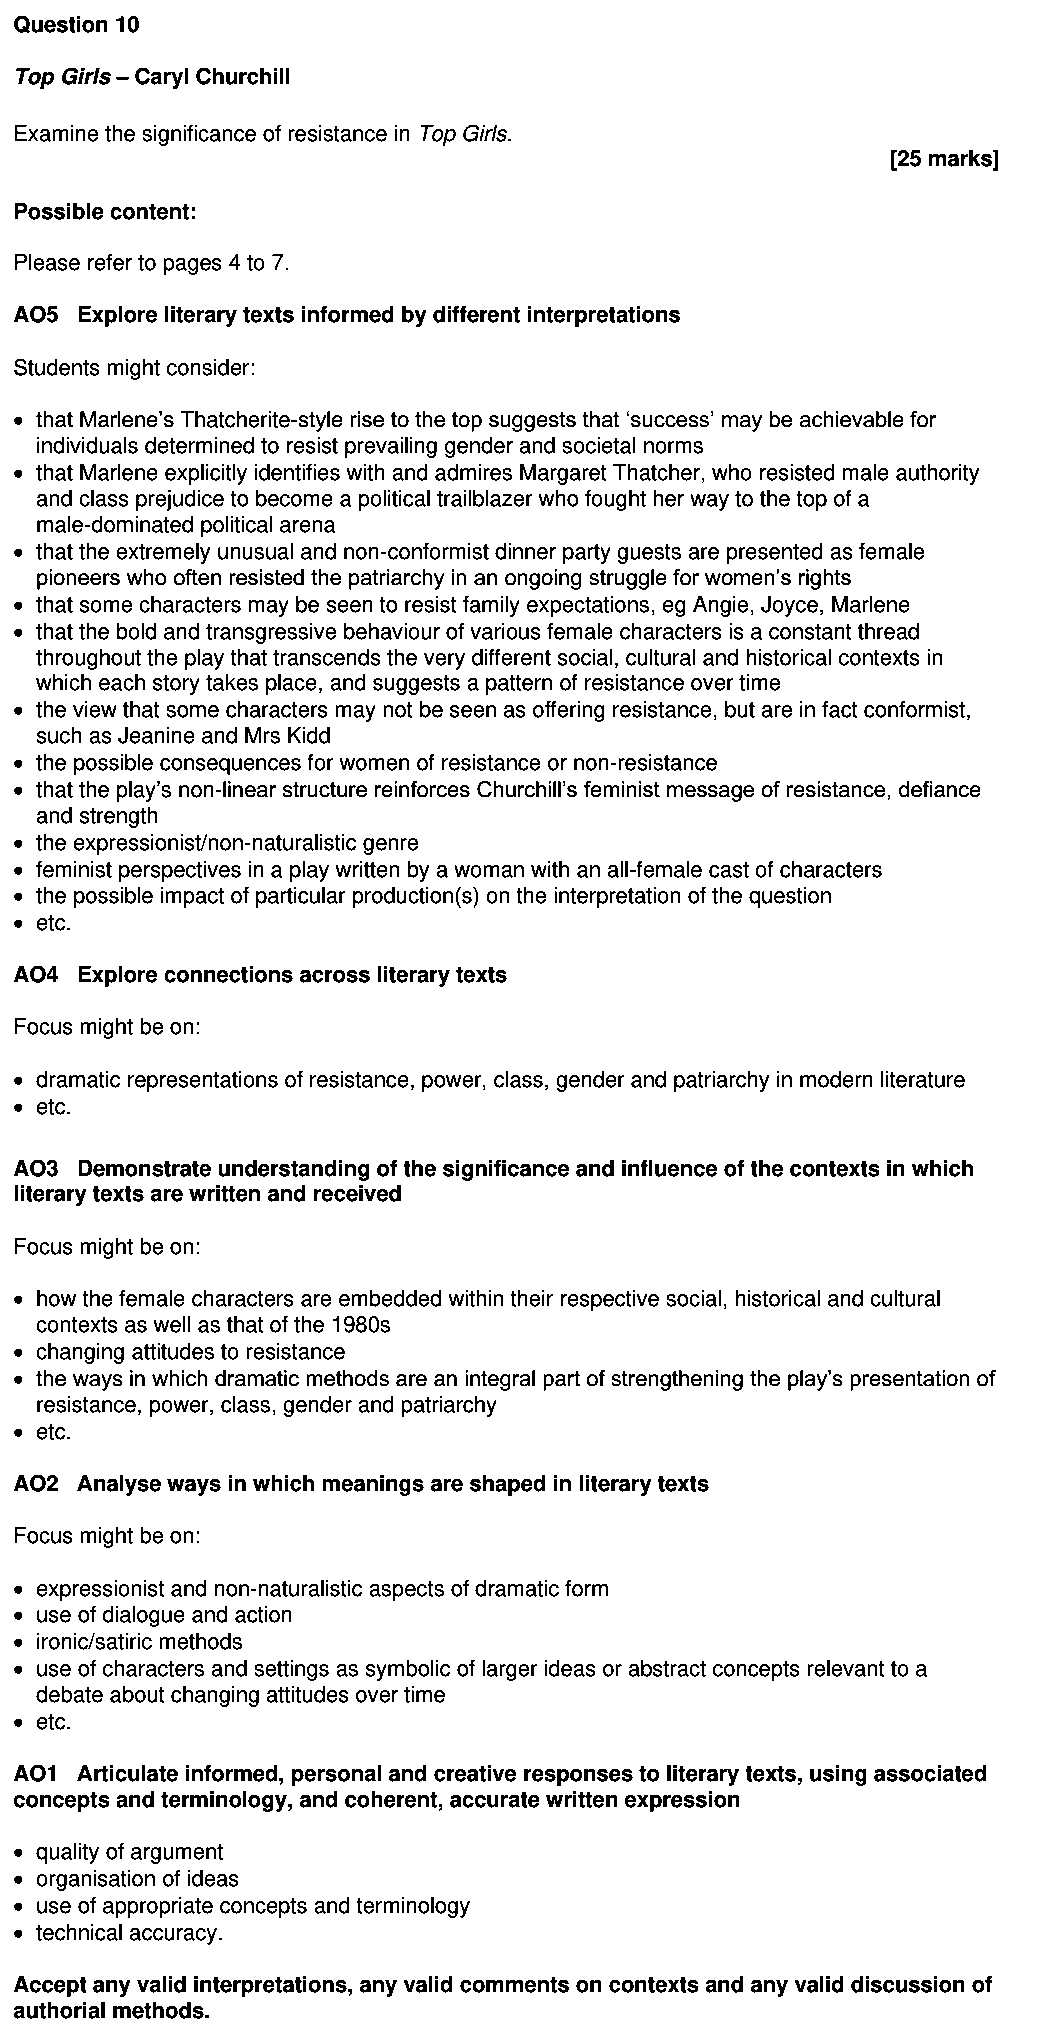 Question 10
Top Girls – Caryl Churchill
Examine the significance of resistance in Top Girls.
[25 marks]
Possible content:
Please refer to pages 4 to 7.
AO5 Explore literary texts informed by different interpretations
Students might consider:
• that Marlene’s Thatcherite-style rise to the top suggests that ‘success’ may be achievable for
individuals determined to resist prevailing gender and societal norms
• that Marlene explicitly identifies with and admires Margaret Thatcher, who resisted male authority
and class prejudice to become a political trailblazer who fought her way to the top of a
male-dominated political arena
• that the extremely unusual and non-conformist dinner party guests are presented as female
pioneers who often resisted the patriarchy in an ongoing struggle for women’s rights
• that some characters may be seen to resist family expectations, eg Angie, Joyce, Marlene
• that the bold and transgressive behaviour of various female characters is a constant thread
throughout the play that transcends the very different social, cultural and historical contexts in
which each story takes place, and suggests a pattern of resistance over time
• the view that some characters may not be seen as offering resistance, but are in fact conformist,
such as Jeanine and Mrs Kidd
• the possible consequences for women of resistance or non-resistance
• that the play’s non-linear structure reinforces Churchill’s feminist message of resistance, defiance
and strength
• the expressionist/non-naturalistic genre
• feminist perspectives in a play written by a woman with an all-female cast of characters
• the possible impact of particular production(s) on the interpretation of the question
• etc.
AO4 Explore connections across literary texts
Focus might be on:
• dramatic representations of resistance, power, class, gender and patriarchy in modern literature
• etc.
AO3 Demonstrate understanding of the significance and influence of the contexts in which
literary texts are written and received
Focus might be on:
• how the female characters are embedded within their respective social, historical and cultural
contexts as well as that of the 1980s
• changing attitudes to resistance
• the ways in which dramatic methods are an integral part of strengthening the play’s presentation of
resistance, power, class, gender and patriarchy
• etc.
AO2 Analyse ways in which meanings are shaped in literary texts
Focus might be on:
• expressionist and non-naturalistic aspects of dramatic form
• use of dialogue and action
• ironic/satiric methods
• use of characters and settings as symbolic of larger ideas or abstract concepts relevant to a
debate about changing attitudes over time
• etc.
AO1 Articulate informed, personal and creative responses to literary texts, using associated
concepts and terminology, and coherent, accurate written expression
• quality of argument
• organisation of ideas
• use of appropriate concepts and terminology
• technical accuracy.
Accept any valid interpretations, any valid comments on contexts and any valid discussion of
authorial methods.